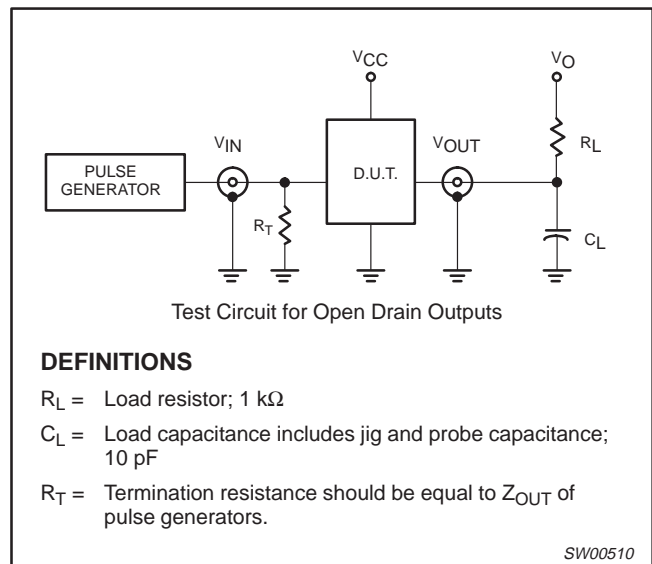 VCC
VO
VIN
VOUT
RL
PULSE
GENERATOR
D.U.T.
RT
CL
Test Circuit for Open Drain Outputs
DEFINITIONS
RL = Load resistor; 1 kΩ
CL = Load capacitance includes jig and probe capacitance;
10 pF
RT = Termination resistance should be equal to ZOUT of
pulse generators.
SW00510